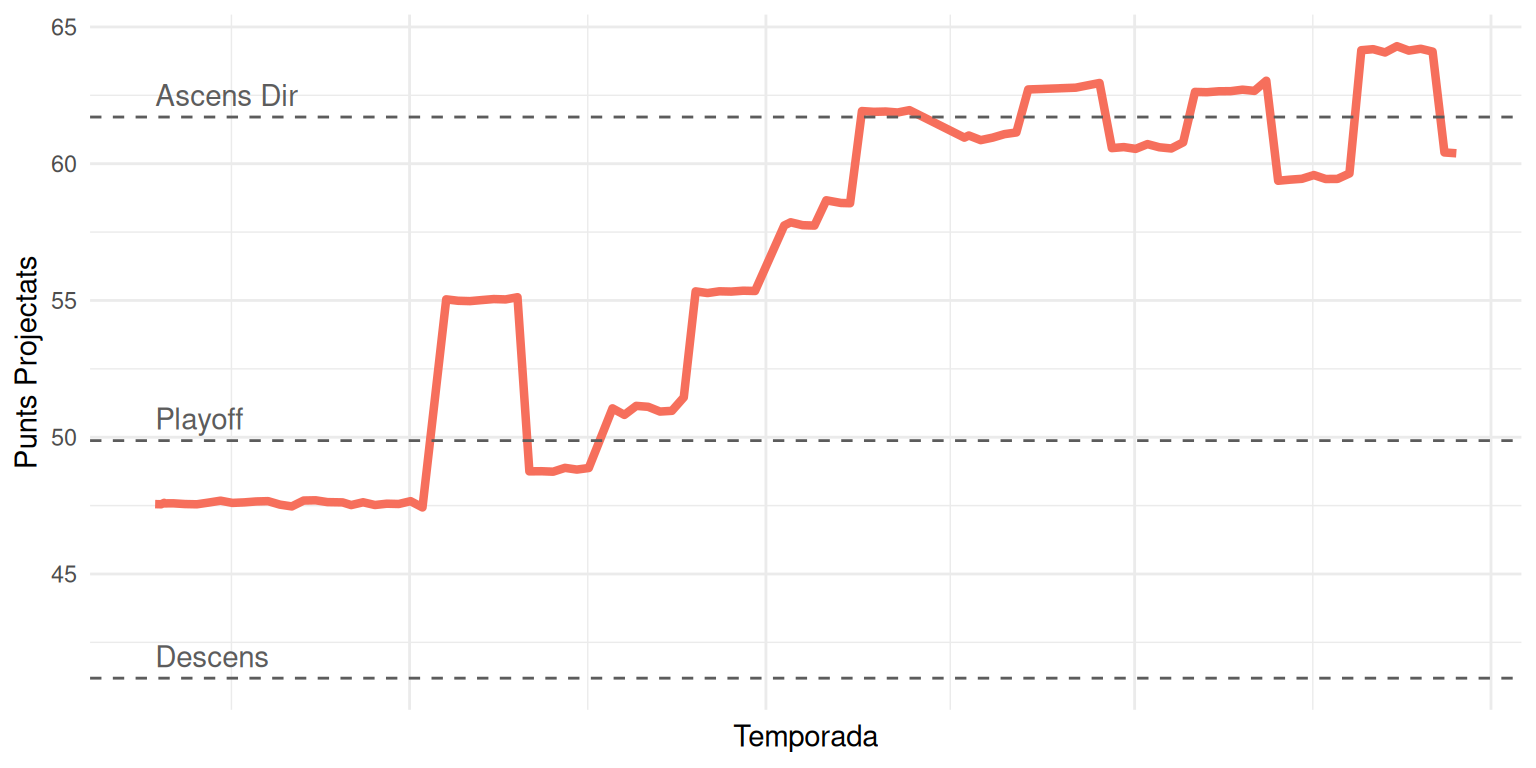 65
Ascens Dir
60
55
Punts Projectats
Playoff
50
45
Descens
Temporada